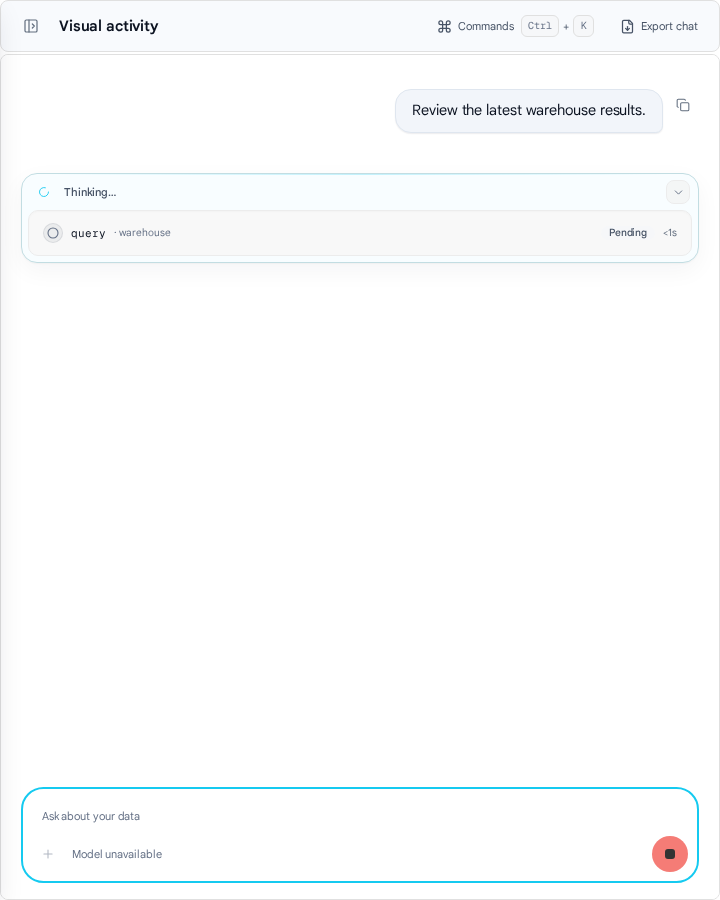 Visual activity
Commands Ctrl + K
Export chat
Review the latest warehouse results.
Thinking...
query · warehouse Pending <1s
Ask about your data
Model unavailable